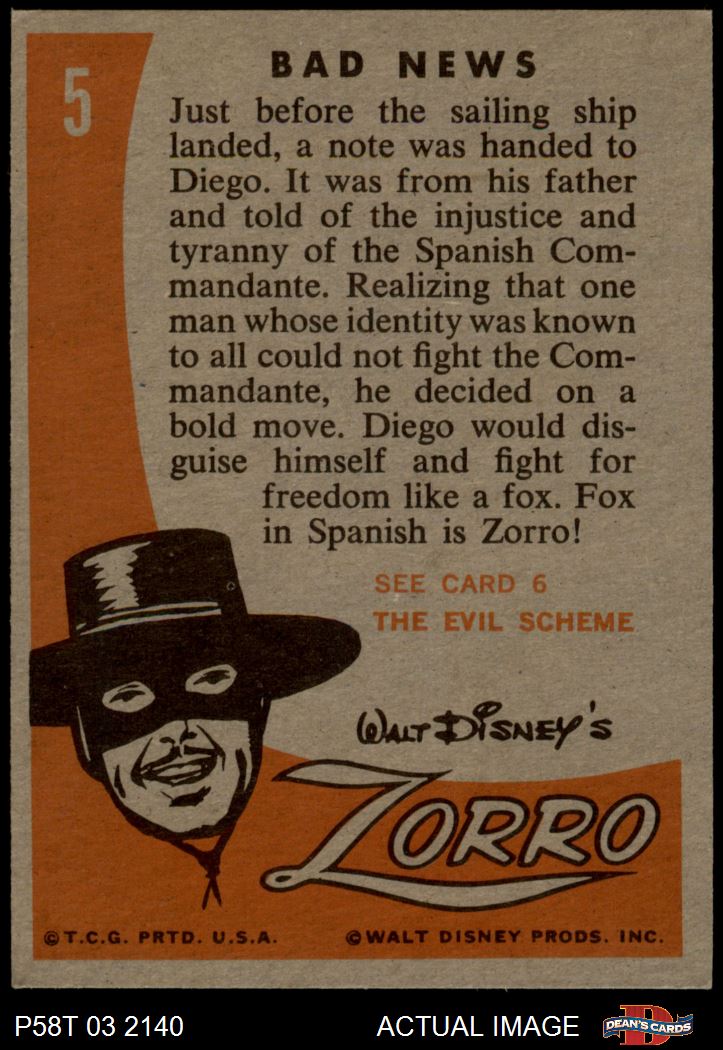 5
BAD NEWS
Just before the sailing ship
landed, a note was handed to
Diego. It was from his father
and told of the injustice and
tyranny of the Spanish Com-
mandante. Realizing that one
man whose identity was known
to all could not fight the Com-
mandante, he decided on a
bold move. Diego would dis-
guise himself and fight for
freedom like a fox. Fox
in Spanish is Zorro!
SEE CARD 6
THE EVIL SCHEME
WALT DISNEY'S
ZORRO
©T.C.G. PRTD. U.S.A. ©WALT DISNEY PRODS. INC.
P58T 03 2140 ACTUAL IMAGE D DEAN'S CARDS